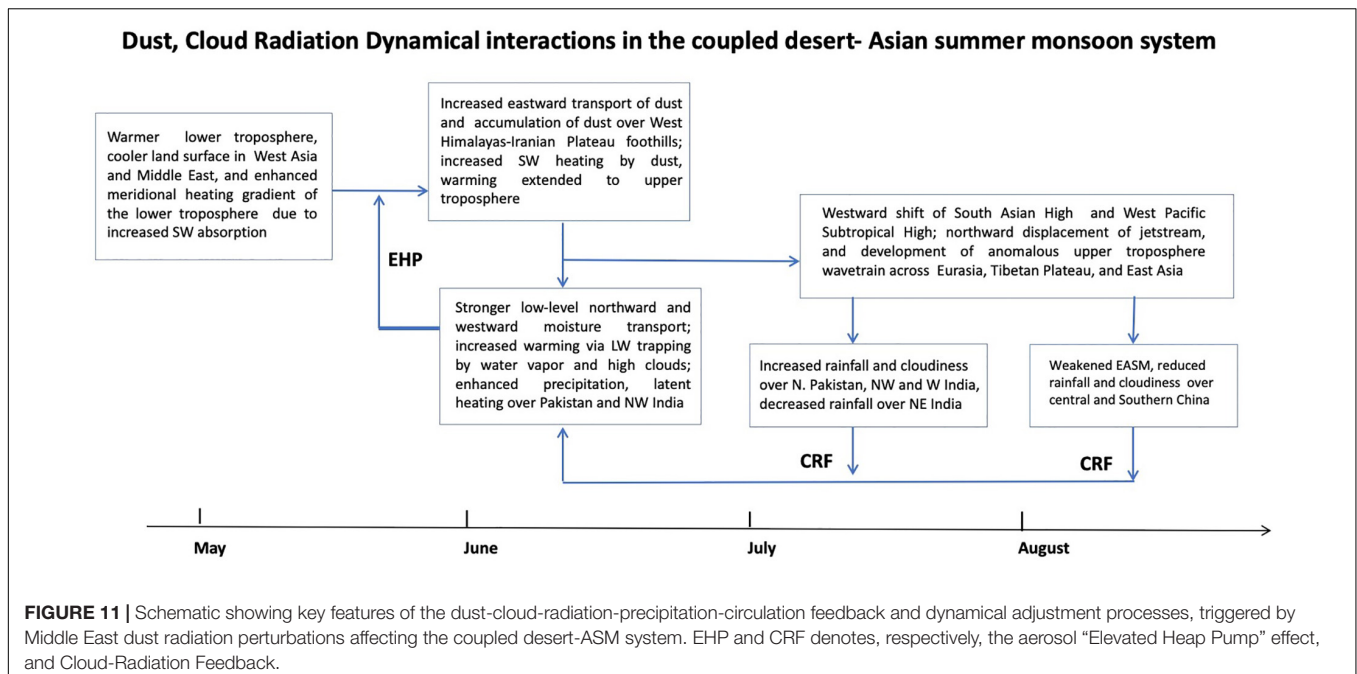 Dust, Cloud Radiation Dynamical interactions in the coupled desert- Asian summer monsoon system
Warmer lower troposphere,
cooler land surface in West Asia
and Middle East, and enhanced
meridional heating gradient of
the lower troposphere due to
increased SW absorption
Increased eastward transport of dust
and accumulation of dust over West
Himalayas-Iranian Plateau foothills;
increased SW heating by dust,
warming extended to upper
troposphere
EHP
Stronger low-level northward and
westward moisture transport;
increased warming via LW trapping
by water vapor and high clouds;
enhanced precipitation, latent
heating over Pakistan and NW India
Westward shift of South Asian High and West Pacific
Subtropical High; northward displacement of jetstream,
and development of anomalous upper troposphere
wavetrain across Eurasia, Tibetan Plateau, and East Asia
Increased rainfall and cloudiness
over N. Pakistan, NW and W India,
decreased rainfall over NE India
Weakened EASM, reduced
rainfall and cloudiness over
central and Southern China
CRF
CRF
May
June
July
August
FIGURE 11 | Schematic showing key features of the dust-cloud-radiation-precipitation-circulation feedback and dynamical adjustment processes, triggered by
Middle East dust radiation perturbations affecting the coupled desert-ASM system. EHP and CRF denotes, respectively, the aerosol “Elevated Heap Pump” effect,
and Cloud-Radiation Feedback.